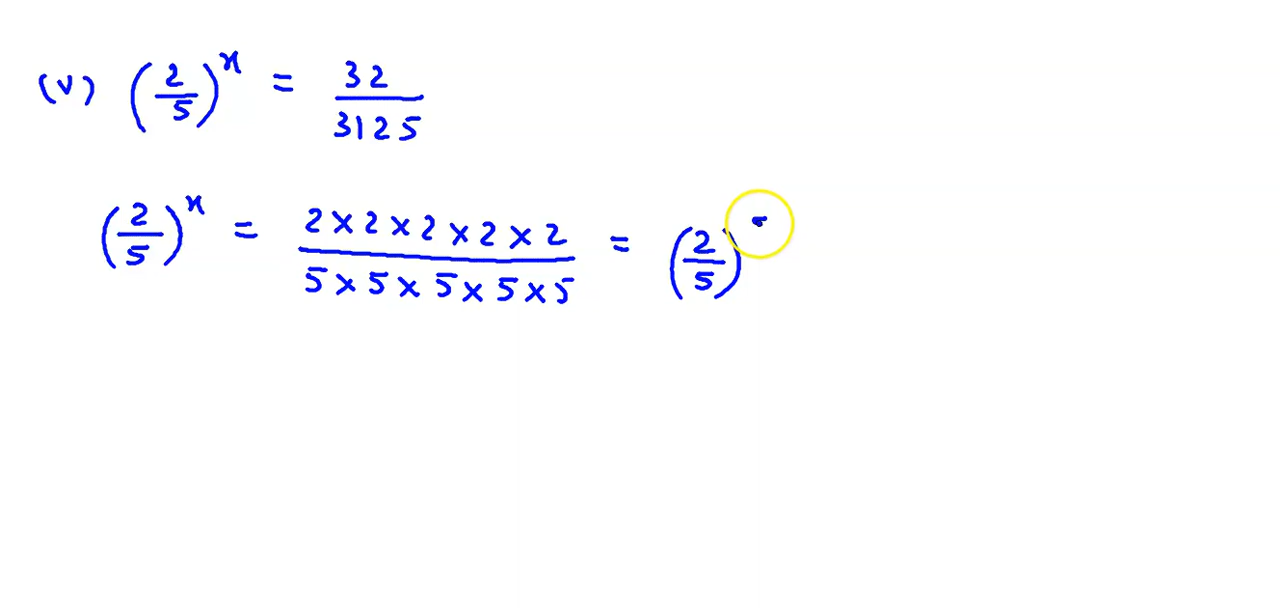 (v) (2/5)^x = 32/3125
(2/5)^x = 2×2×2×2×2/5×5×5×5×5 = (2/5)